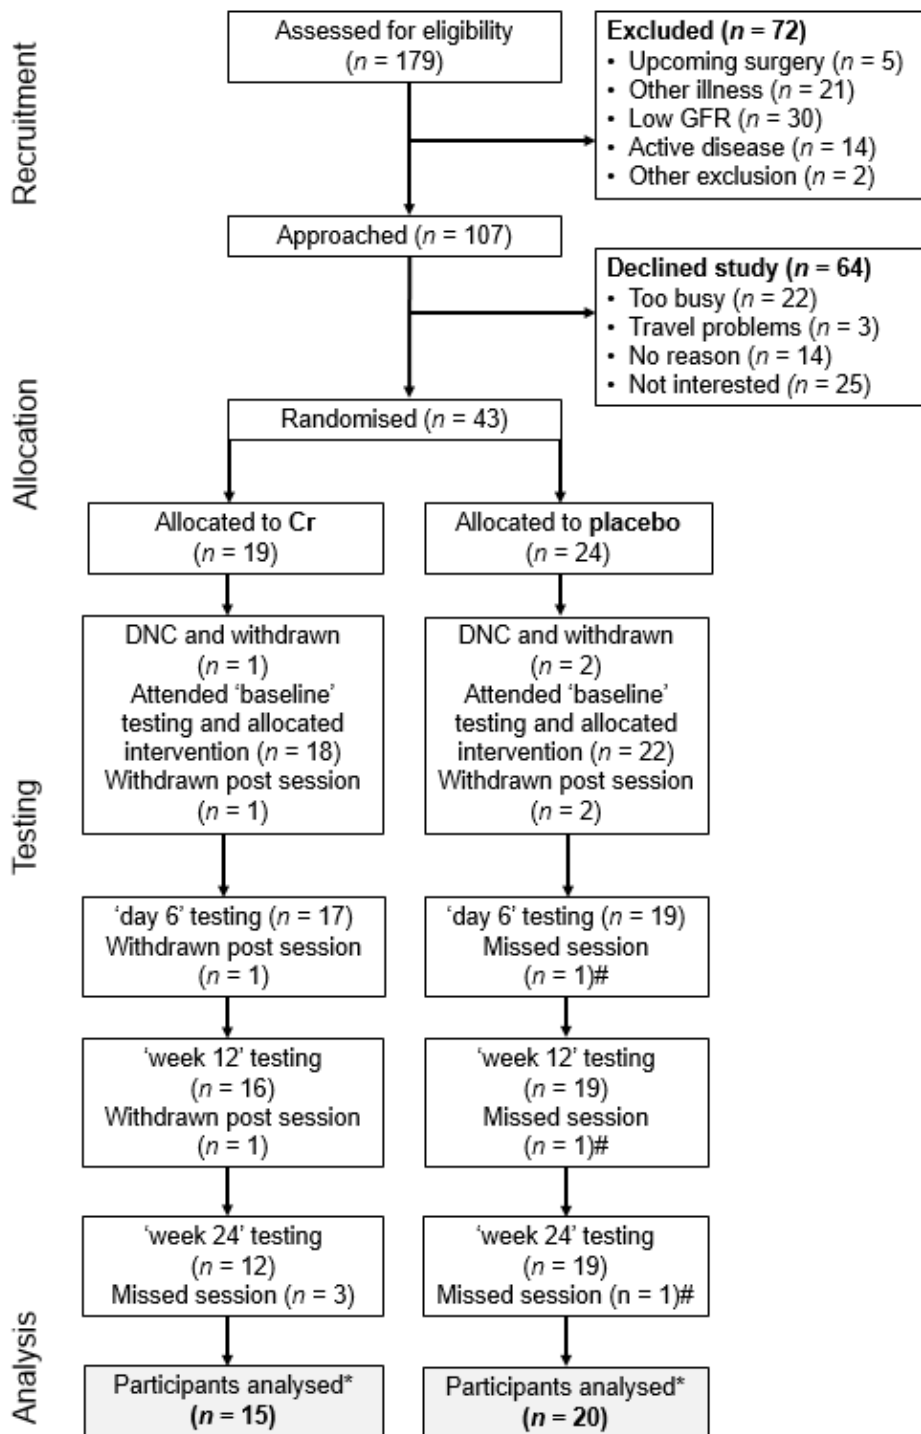 Recruitment
Assessed for eligibility
(n = 179)
Excluded (n = 72)
• Upcoming surgery (n = 5)
• Other illness (n = 21)
• Low GFR (n = 30)
• Active disease (n = 14)
• Other exclusion (n = 2)
Approached (n = 107)
Declined study (n = 64)
• Too busy (n = 22)
• Travel problems (n = 3)
• No reason (n = 14)
• Not interested (n = 25)
Allocation
Randomised (n = 43)
Allocated to Cr
(n = 19)
Allocated to placebo
(n = 24)
Testing
DNC and withdrawn
(n = 1)
Attended ‘baseline’
testing and allocated
intervention (n = 18)
Withdrawn post session
(n = 1)
DNC and withdrawn
(n = 2)
Attended ‘baseline’
testing and allocated
intervention (n = 22)
Withdrawn post session
(n = 2)
‘day 6’ testing (n = 17)
Withdrawn post session
(n = 1)
‘day 6’ testing (n = 19)
Missed session
(n = 1)#
‘week 12’ testing
(n = 16)
Withdrawn post session
(n = 1)
‘week 12’ testing
(n = 19)
Missed session
(n = 1)#
‘week 24’ testing
(n = 12)
Missed session (n = 3)
‘week 24’ testing
(n = 19)
Missed session (n = 1)#
Analysis
Participants analysed*
(n = 15)
Participants analysed*
(n = 20)